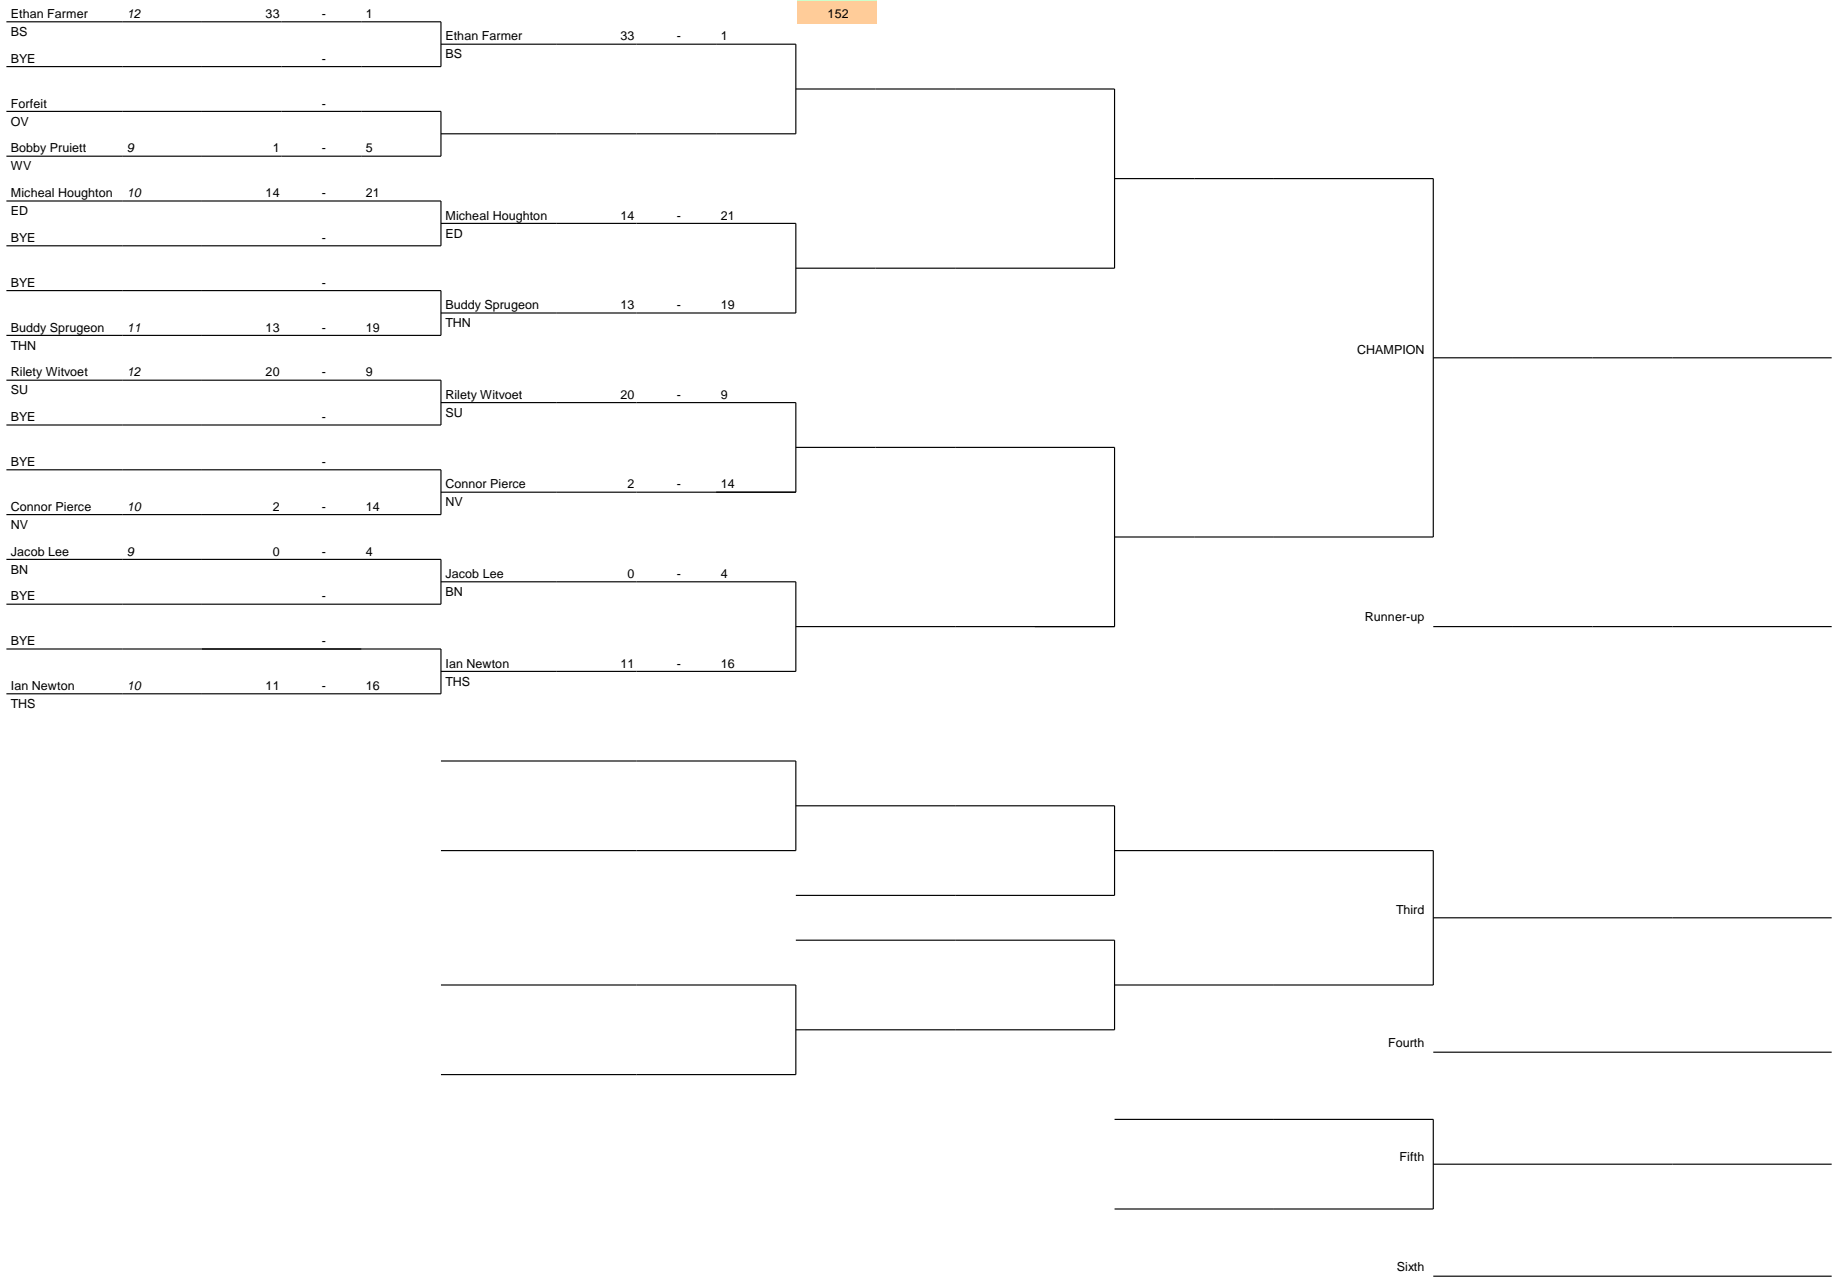 Ethan Farmer 12 33 - 1
152
BS
Ethan Farmer 33 - 1
BS
BYE -
Forfeit -
OV
Bobby Pruiett 9 1 - 5
WV
Micheal Houghton 10 14 - 21
ED
Micheal Houghton 14 - 21
ED
BYE -
BYE -
Buddy Sprugeon 13 - 19
THN
Buddy Sprugeon 11 13 - 19
THN
CHAMPION
Rilety Witvoet 12 20 - 9
SU
Rilety Witvoet 20 - 9
SU
BYE -
BYE -
Connor Pierce 2 - 14
NV
Connor Pierce 10 2 - 14
NV
Jacob Lee 9 0 - 4
BN
Jacob Lee 0 - 4
BN
BYE -
Runner-up
BYE -
Ian Newton 11 - 16
THS
Ian Newton 10 11 - 16
THS
Third
Fourth
Fifth
Sixth